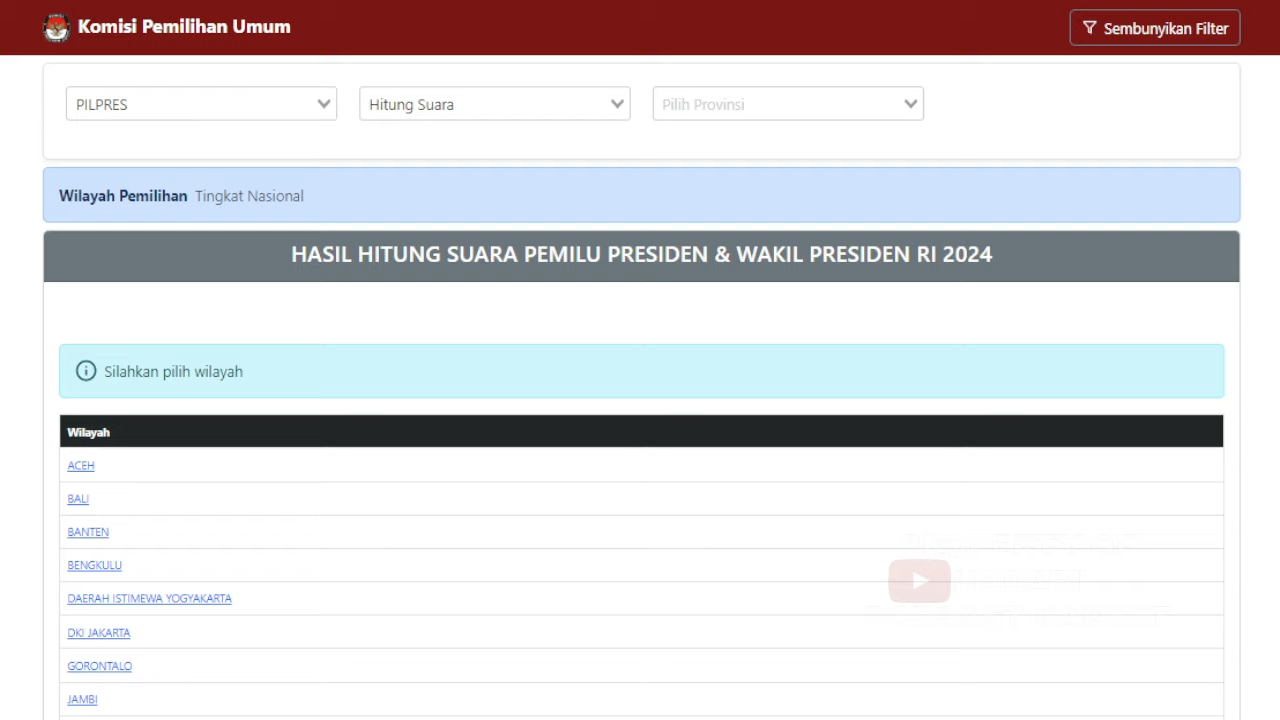 Komisi Pemilihan Umum
Sembunyikan Filter
PILPRES
Hitung Suara
Pilih Provinsi
Wilayah Pemilihan Tingkat Nasional
HASIL HITUNG SUARA PEMILU PRESIDEN & WAKIL PRESIDEN RI 2024
Silahkan pilih wilayah
Wilayah
ACEH
BALI
BANTEN
BENGKULU
DAERAH ISTIMEWA YOGYAKARTA
DKI JAKARTA
GORONTALO
JAMBI